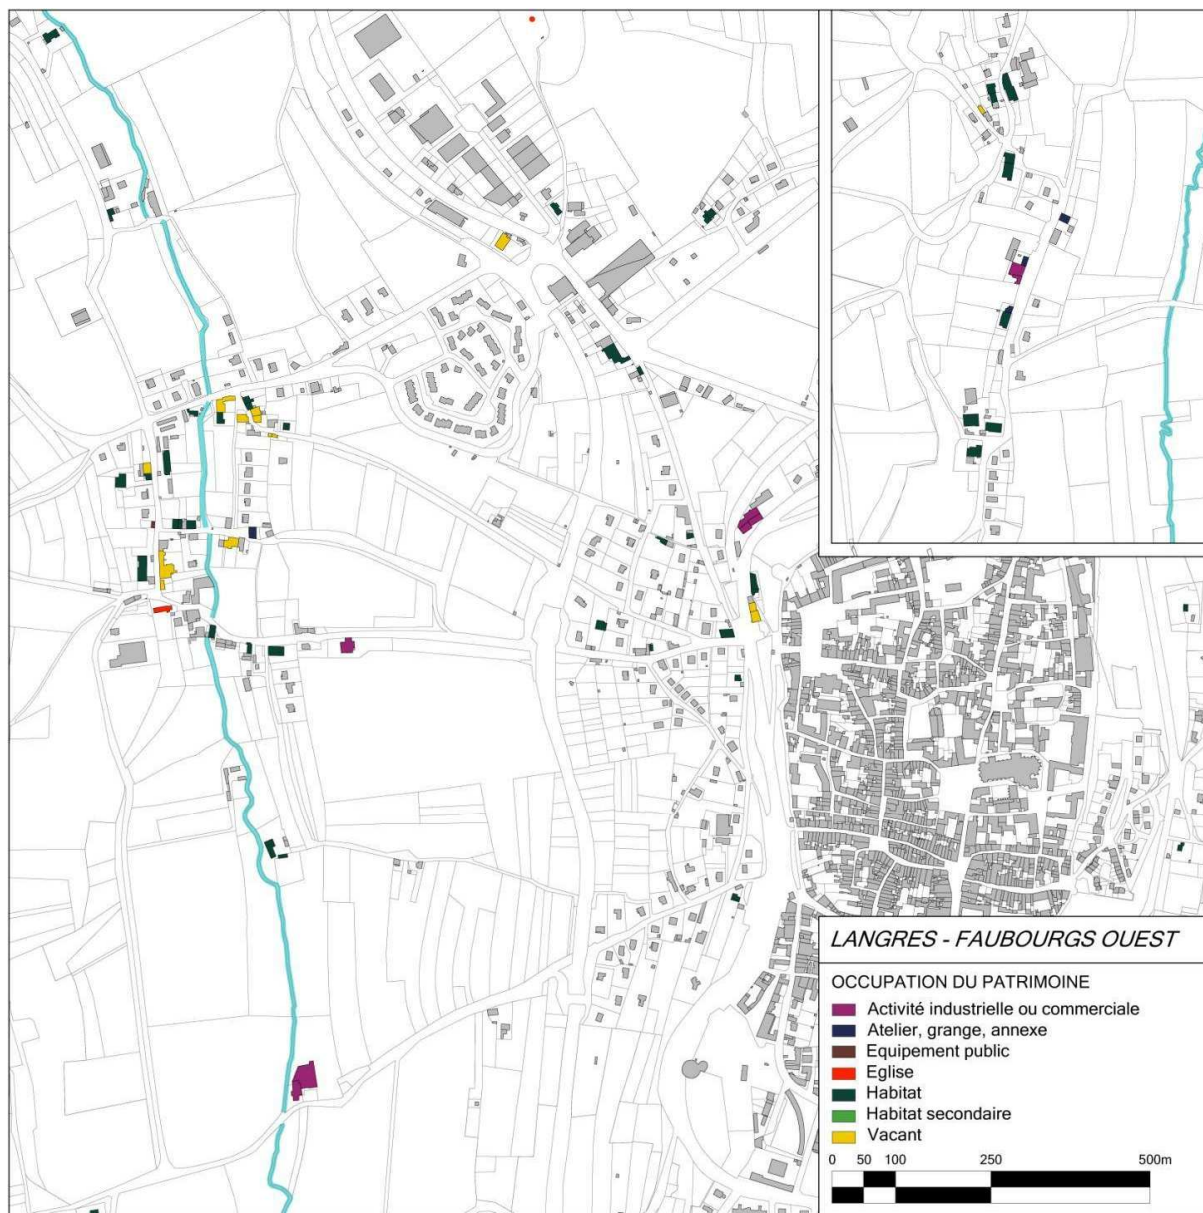 LANGRES - FAUBOURGS OUEST
OCCUPATION DU PATRIMOINE
Activité industrielle ou commerciale
Atelier, grange, annexe
Equipement public
Eglise
Habitat
Habitat secondaire
Vacant
0 50 100 250 500m